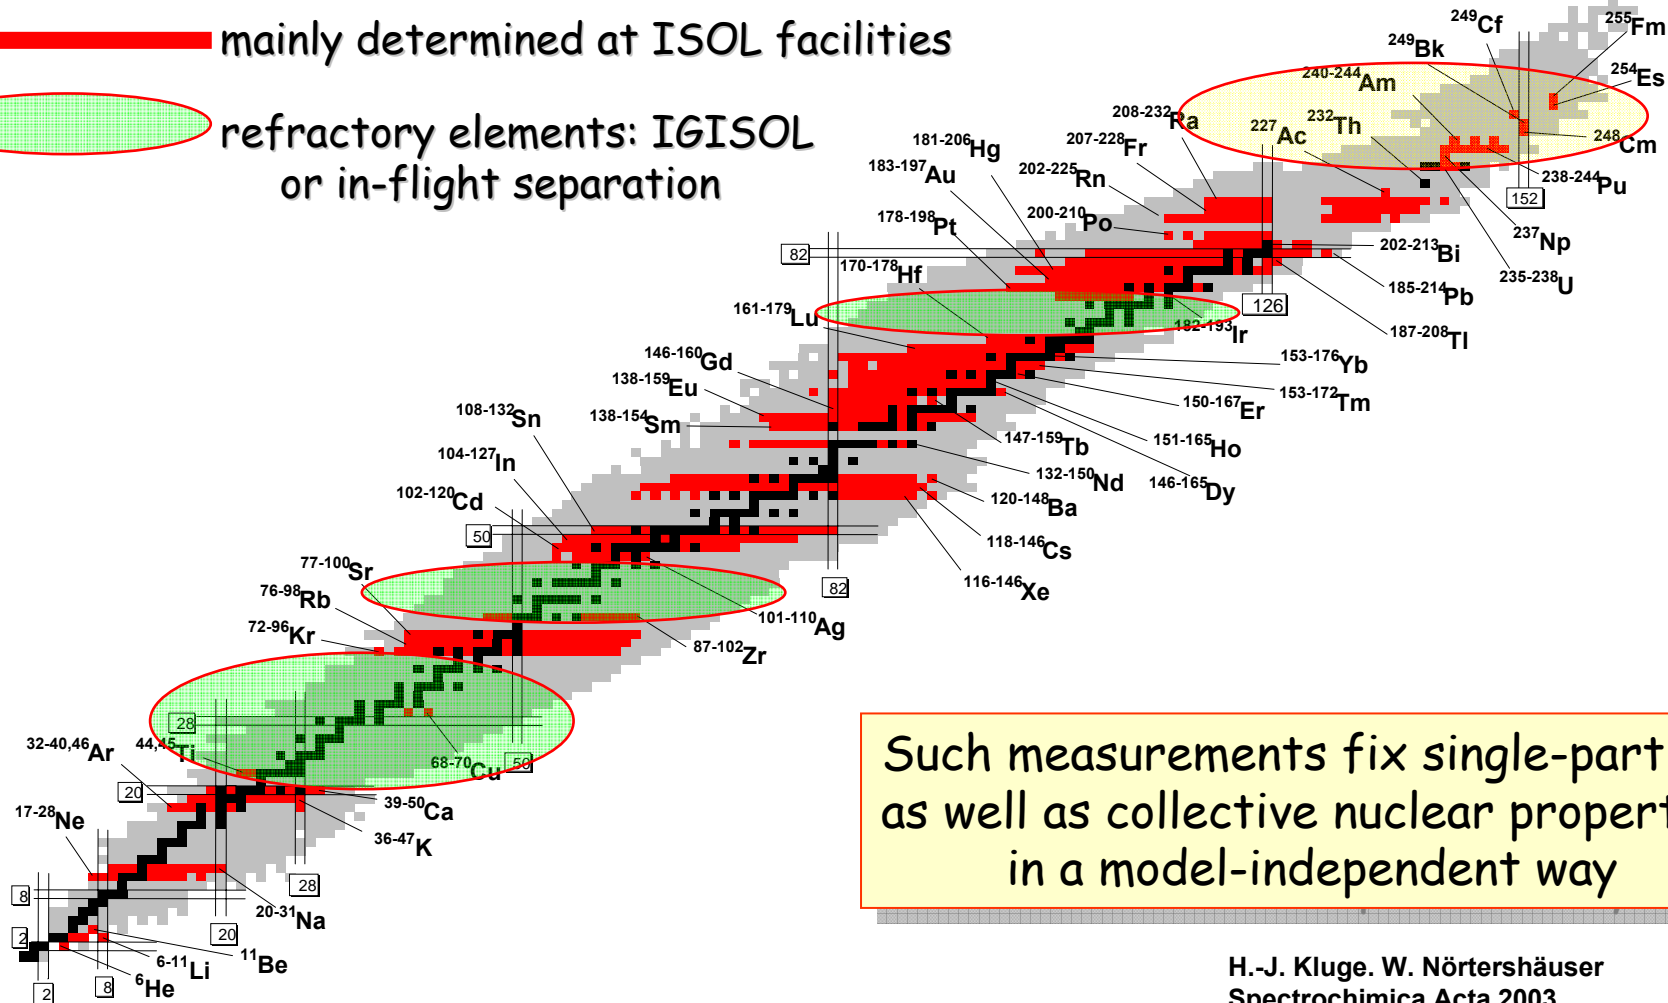 mainly determined at ISOL facilities
refractory elements: IGISOL
or in-flight separation
249Cf
255Fm
249Bk
254Es
240-244Am
232Th
227Ac
208-232Ra
248Cm
207-228Fr
181-206Hg
183-197Au
202-225Rn
238-244Pu
152
178-198Pt
200-210Po
237Np
202-213Bi
82
170-178Hf
235-238U
185-214Pb
126
161-179Lu
182-193Ir
187-208Tl
146-160Gd
153-176Yb
138-159Eu
153-172Tm
150-167Er
108-132Sn
138-154Sm
147-159Tb
151-165Ho
104-127In
132-150Nd
146-165Dy
102-120Cd
120-148Ba
50
118-146Cs
77-100Sr
116-146Xe
82
76-98Rb
101-110Ag
72-96Kr
87-102Zr
28
32-40,46Ar
44,45Ti
68-70Cu
50
20
39-50Ca
17-28Ne
36-47K
28
8
20-31Na
20
2
6-11Li
11Be
6He
2
8
Such measurements fix single-part
as well as collective nuclear propert
in a model-independent way
H.-J. Kluge. W. Nörtershäuser
Spectrochimica Acta 2003